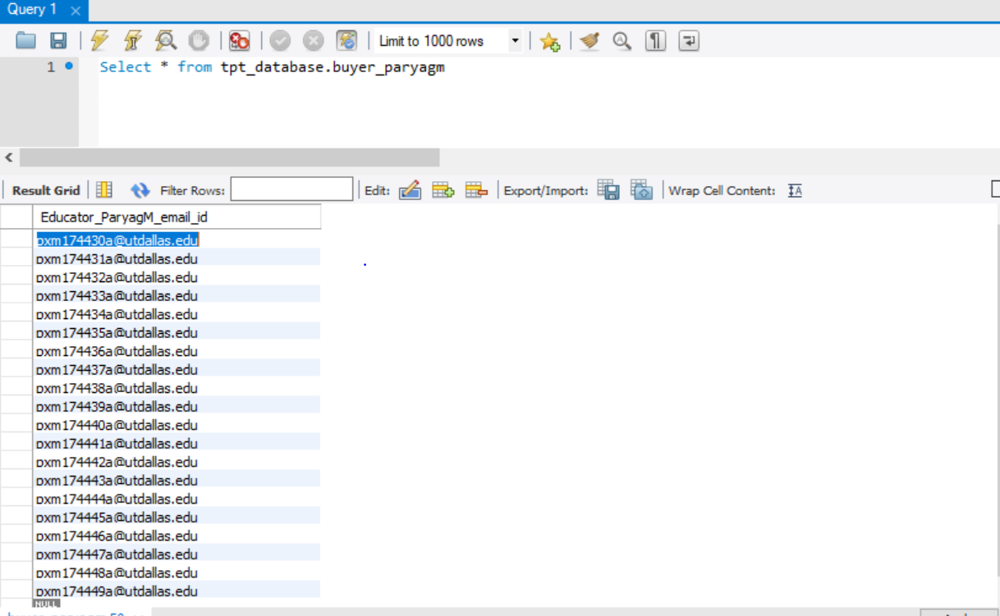 Query 1
Limit to 1000 rows
1 Select * from tpt_database.buyer_paryagm
Result Grid Filter Rows: Edit: Export/Import: Wrap Cell Content:
Educator_ParyagM_email_id
pxm174430a@utdallas.edu
pxm174431a@utdallas.edu
pxm174432a@utdallas.edu
pxm174433a@utdallas.edu
pxm174434a@utdallas.edu
pxm174435a@utdallas.edu
pxm174436a@utdallas.edu
pxm174437a@utdallas.edu
pxm174438a@utdallas.edu
pxm174439a@utdallas.edu
pxm174440a@utdallas.edu
pxm174441a@utdallas.edu
pxm174442a@utdallas.edu
pxm174443a@utdallas.edu
pxm174444a@utdallas.edu
pxm174445a@utdallas.edu
pxm174446a@utdallas.edu
pxm174447a@utdallas.edu
pxm174448a@utdallas.edu
pxm174449a@utdallas.edu
NULL